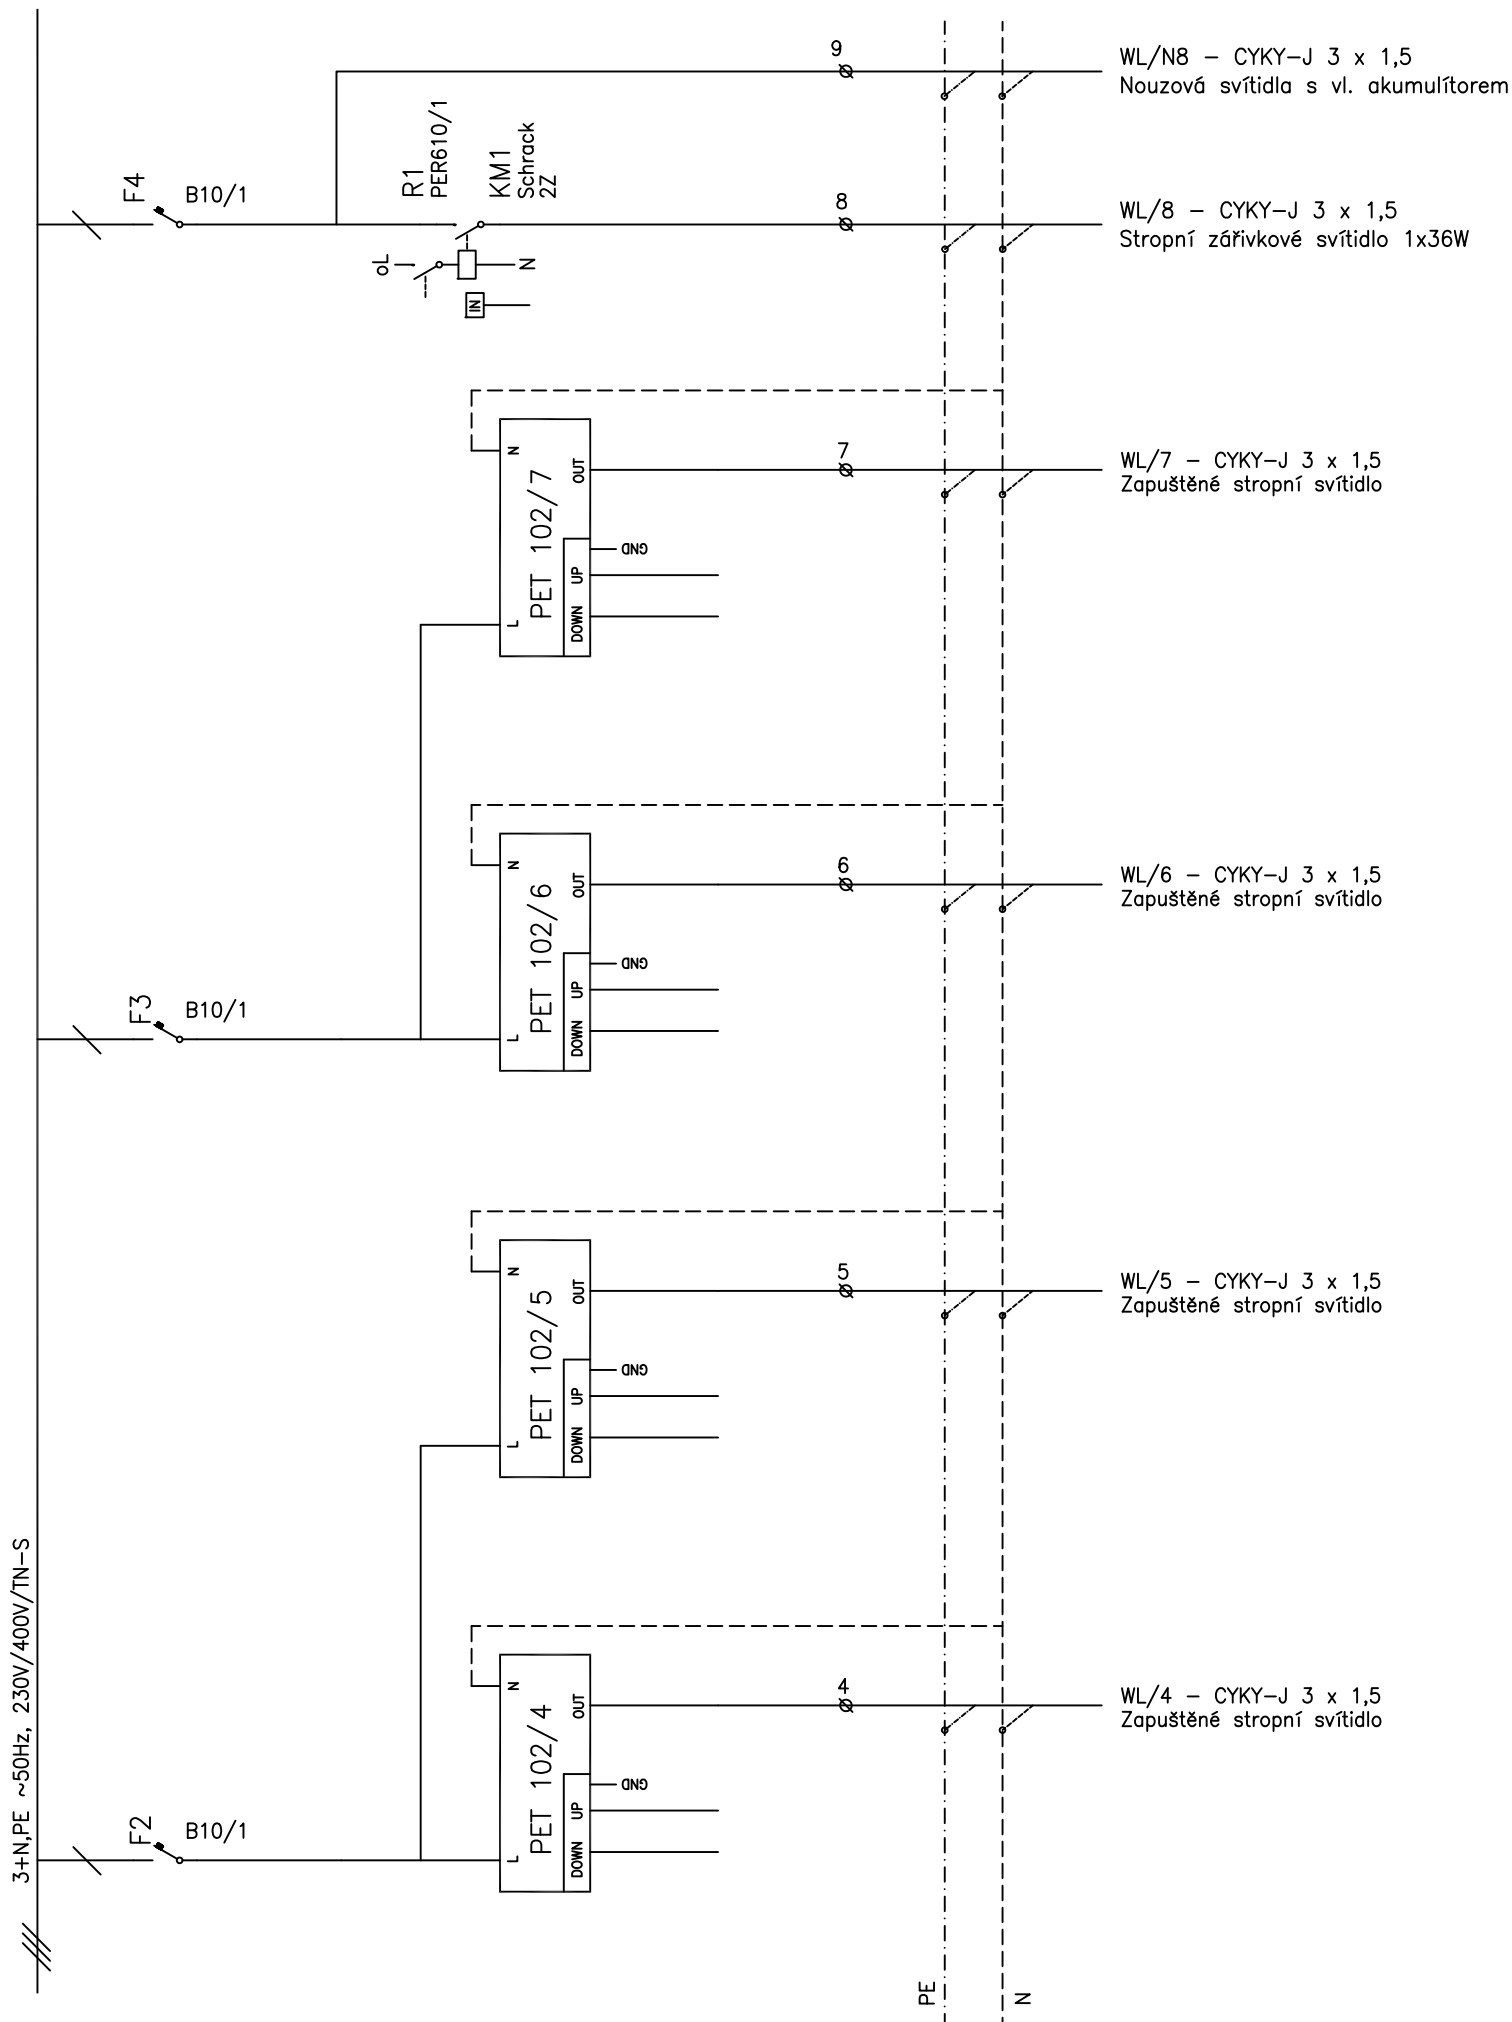 9
WL/N8 – CYKY–J 3 x 1,5
Nouzová svítidla s vl. akumulítorem
F4
B10/1
R1
PER610/1
KM1
Schrack
2Z
8
WL/8 – CYKY–J 3 x 1,5
Stropní zářivkové svítidlo 1x36W
oL
N
IN
N
OUT
PET 102/7
GND
UP
DOWN
L
7
WL/7 – CYKY–J 3 x 1,5
Zapuštěné stropní svítidlo
F3
B10/1
N
OUT
PET 102/6
GND
UP
DOWN
L
6
WL/6 – CYKY–J 3 x 1,5
Zapuštěné stropní svítidlo
N
OUT
PET 102/5
GND
UP
DOWN
L
5
WL/5 – CYKY–J 3 x 1,5
Zapuštěné stropní svítidlo
3+N,PE ~50Hz, 230V/400V/TN–S
F2
B10/1
N
OUT
PET 102/4
GND
UP
DOWN
L
4
WL/4 – CYKY–J 3 x 1,5
Zapuštěné stropní svítidlo
PE
N